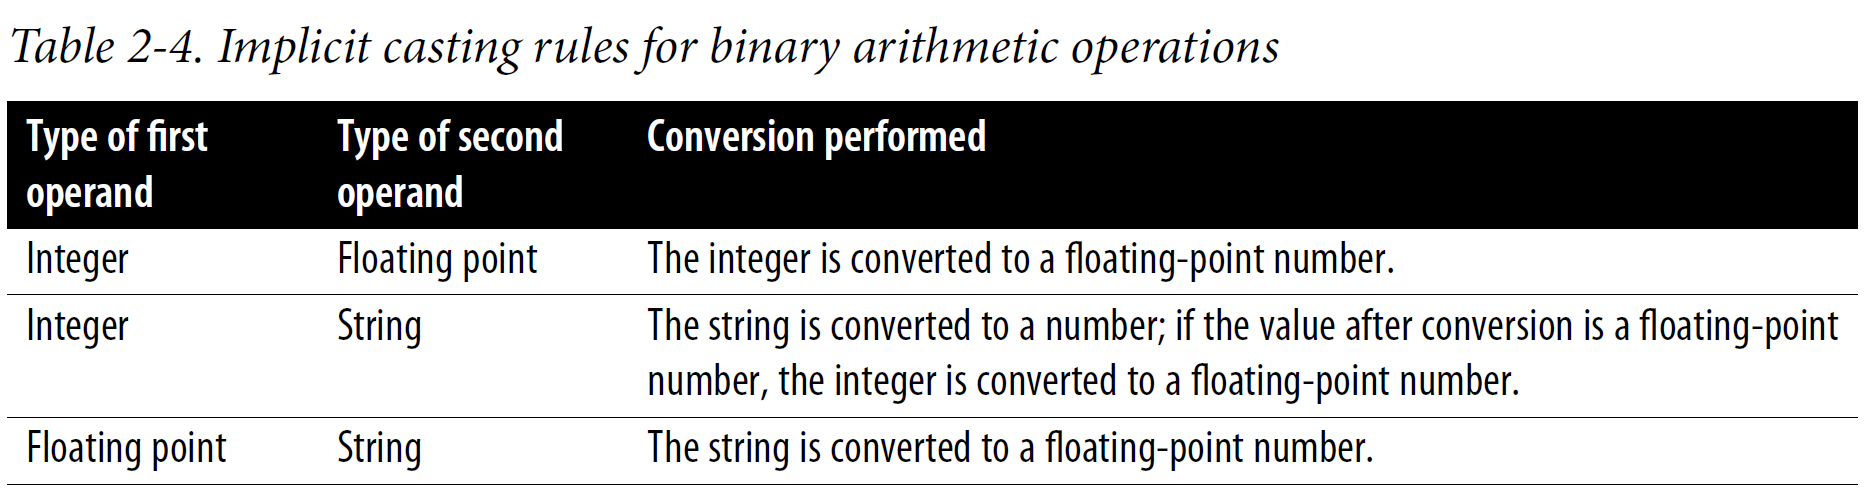 Table 2-4. Implicit casting rules for binary arithmetic operations
Type of first operand Type of second operand Conversion performed
Integer Floating point The integer is converted to a floating-point number.
Integer String The string is converted to a number; if the value after conversion is a floating-point
number, the integer is converted to a floating-point number.
Floating point String The string is converted to a floating-point number.